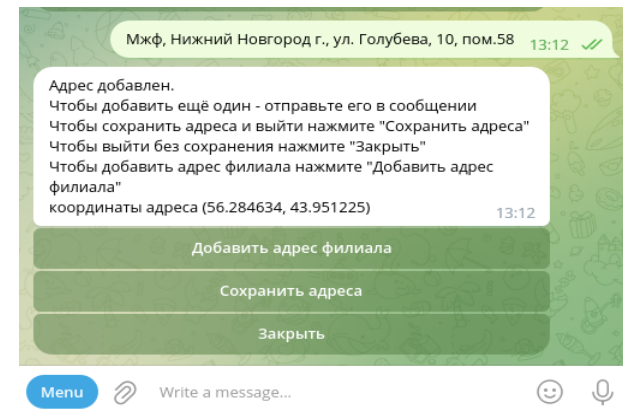 Мжф, Нижний Новгород г., ул. Голубева, 10, пом.58
13:12
Адрес добавлен.
Чтобы добавить ещё один - отправьте его в сообщении
Чтобы сохранить адреса и выйти нажмите "Сохранить адреса"
Чтобы выйти без сохранения нажмите "Закрыть"
Чтобы добавить адрес филиала нажмите "Добавить адрес
филиала"
координаты адреса (56.284634, 43.951225)
13:12
Добавить адрес филиала
Сохранить адреса
Закрыть
Menu
Write a message...